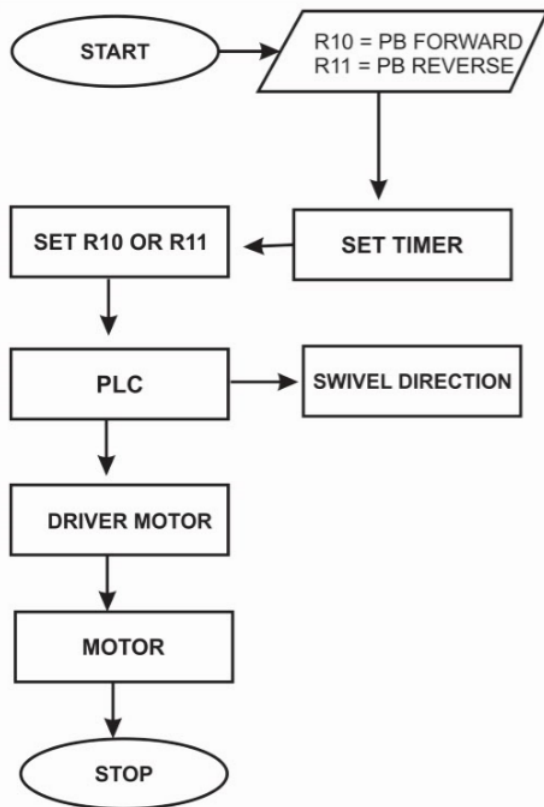 START
R10 = PB FORWARD
R11 = PB REVERSE
SET TIMER
SET R10 OR R11
PLC
SWIVEL DIRECTION
DRIVER MOTOR
MOTOR
STOP